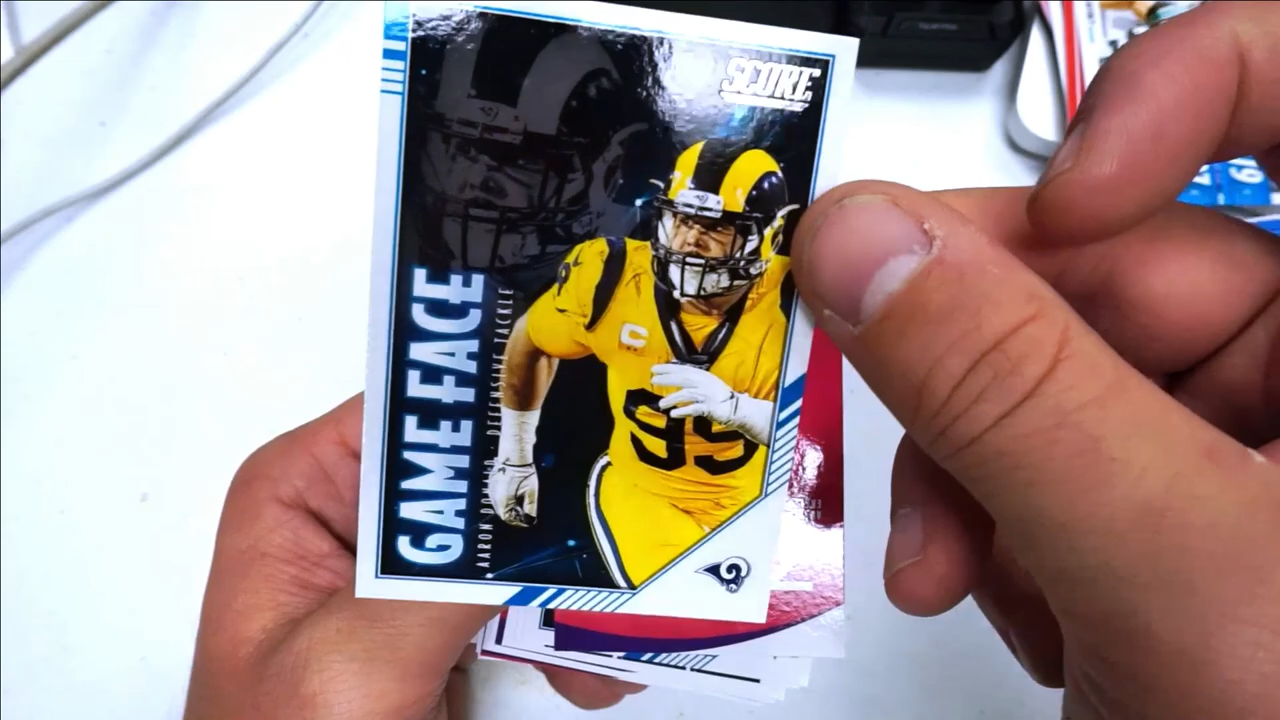 SCORE
GAME FACE
AARON DONALD · DEFENSIVE TACKLE
C
99